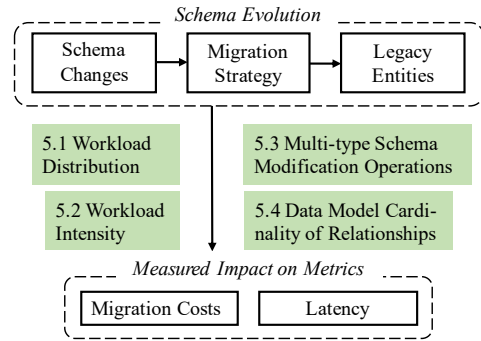 Schema Evolution
Schema
Changes
Migration
Strategy
Legacy
Entities
5.1 Workload
Distribution
5.3 Multi-type Schema
Modification Operations
5.2 Workload
Intensity
5.4 Data Model Cardi-
nality of Relationships
Measured Impact on Metrics
Migration Costs
Latency